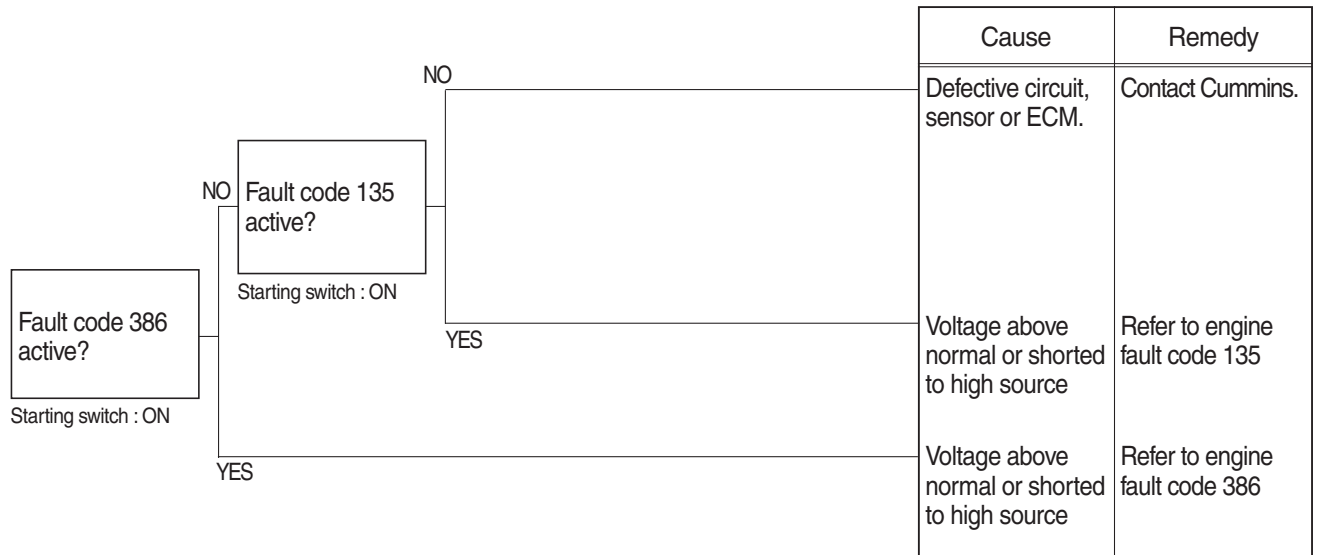 Cause
Remedy
NO
Defective circuit,
sensor or ECM.
Contact Cummins.
NO
Fault code 135
active?
Starting switch : ON
Fault code 386
active?
Starting switch : ON
YES
Voltage above
normal or shorted
to high source
Refer to engine
fault code 135
YES
Voltage above
normal or shorted
to high source
Refer to engine
fault code 386